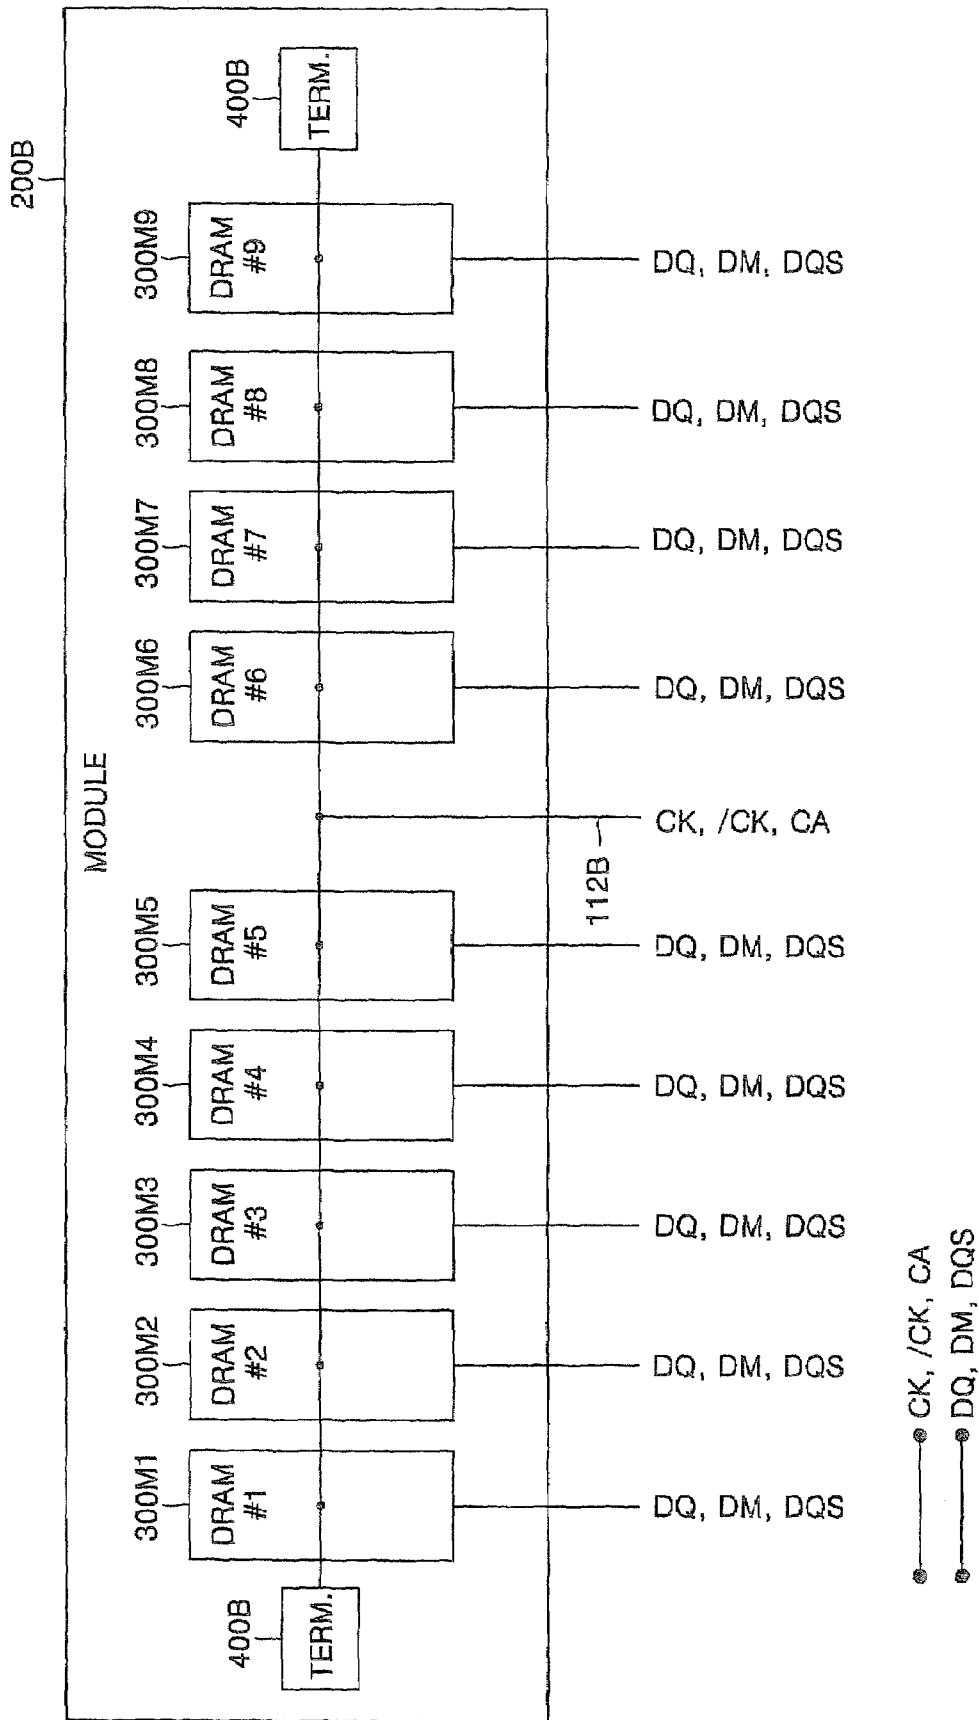 200B
MODULE
400B
TERM.
300M1
DRAM
#1
300M2
DRAM
#2
300M3
DRAM
#3
300M4
DRAM
#4
300M5
DRAM
#5
300M6
DRAM
#6
300M7
DRAM
#7
300M8
DRAM
#8
300M9
DRAM
#9
400B
TERM.
112B
DQ, DM, DQS
DQ, DM, DQS
DQ, DM, DQS
DQ, DM, DQS
DQ, DM, DQS
CK, /CK, CA
DQ, DM, DQS
DQ, DM, DQS
DQ, DM, DQS
DQ, DM, DQS
CK, /CK, CA
DQ, DM, DQS